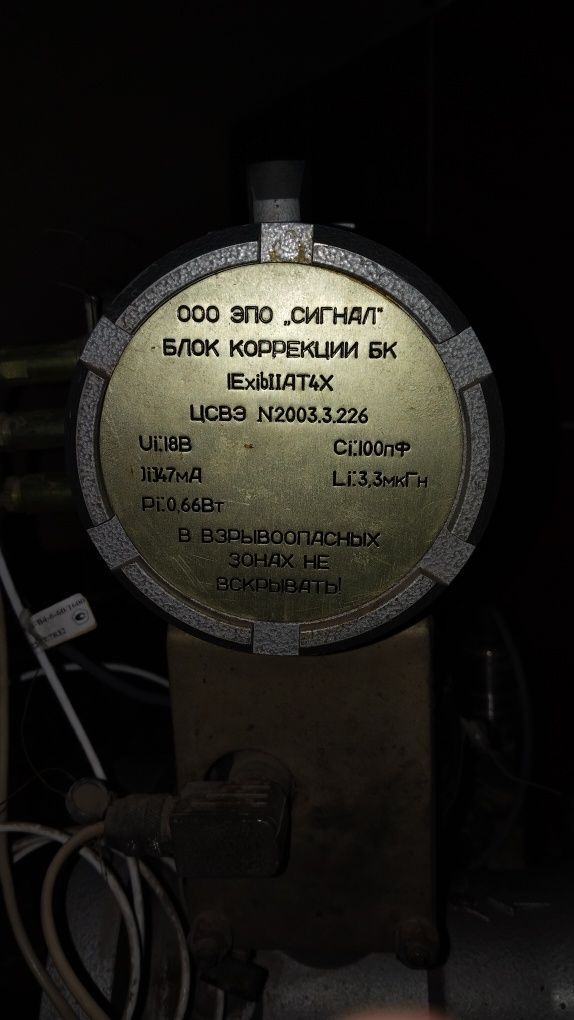 ООО ЭПО „СИГНАЛ"
БЛОК КОРРЕКЦИИ БК
1ExibIIAT4X
ЦСВЭ N2003.3.226
Ui:18В Ci:100пФ
Ii:147мА Li:3,3мкГн
Pi:0,66Вт
В ВЗРЫВООПАСНЫХ
ЗОНАХ НЕ
ВСКРЫВАТЬ!